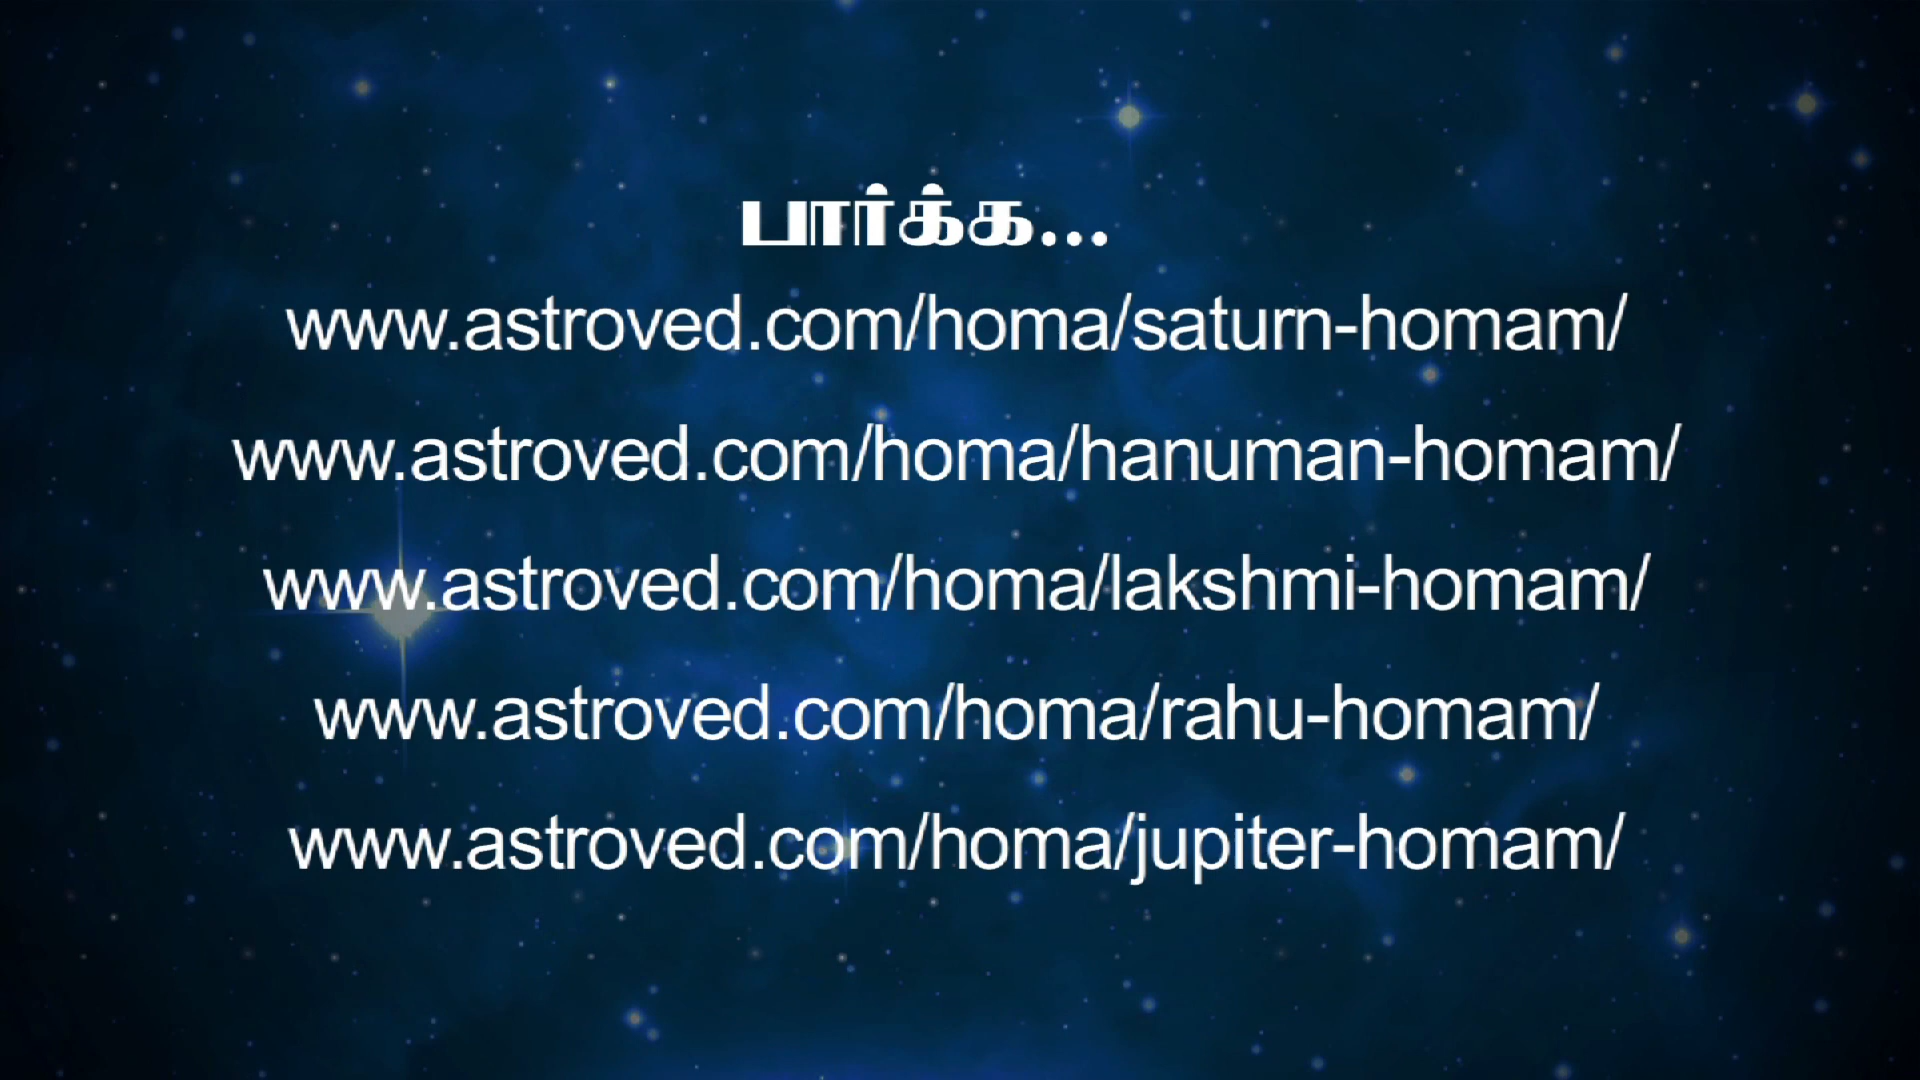 பார்க்க...
www.astroved.com/homa/saturn-homam/
www.astroved.com/homa/hanuman-homam/
www.astroved.com/homa/lakshmi-homam/
www.astroved.com/homa/rahu-homam/
www.astroved.com/homa/jupiter-homam/